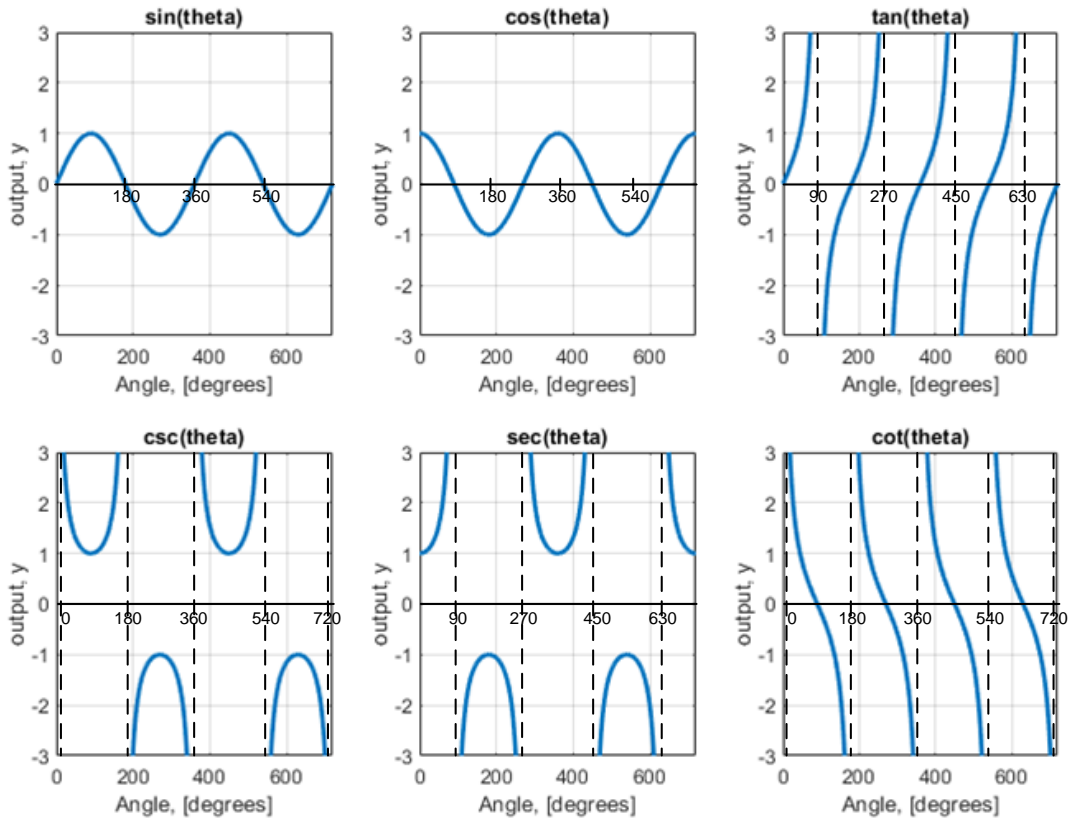 sin(theta)
3
2
1
0
-1
-2
-3
output, y
180 360 540
0 200 400 600
Angle, [degrees]
cos(theta)
3
2
1
0
-1
-2
-3
output, y
180 360 540
0 200 400 600
Angle, [degrees]
tan(theta)
3
2
1
0
-1
-2
-3
output, y
90 270 450 630
0 200 400 600
Angle, [degrees]
csc(theta)
3
2
1
0
-1
-2
-3
output, y
0 180 360 540 720
0 200 400 600
Angle, [degrees]
sec(theta)
3
2
1
0
-1
-2
-3
output, y
90 270 450 630
0 200 400 600
Angle, [degrees]
cot(theta)
3
2
1
0
-1
-2
-3
output, y
0 180 360 540 720
0 200 400 600
Angle, [degrees]